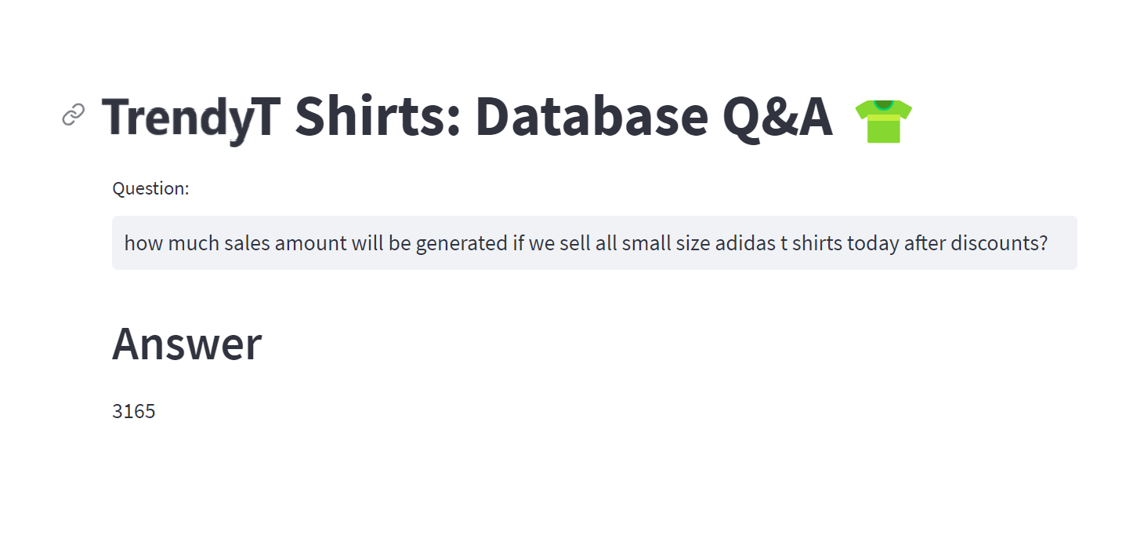 TrendyT Shirts: Database Q&A
Question:
how much sales amount will be generated if we sell all small size adidas t shirts today after discounts?
Answer
3165